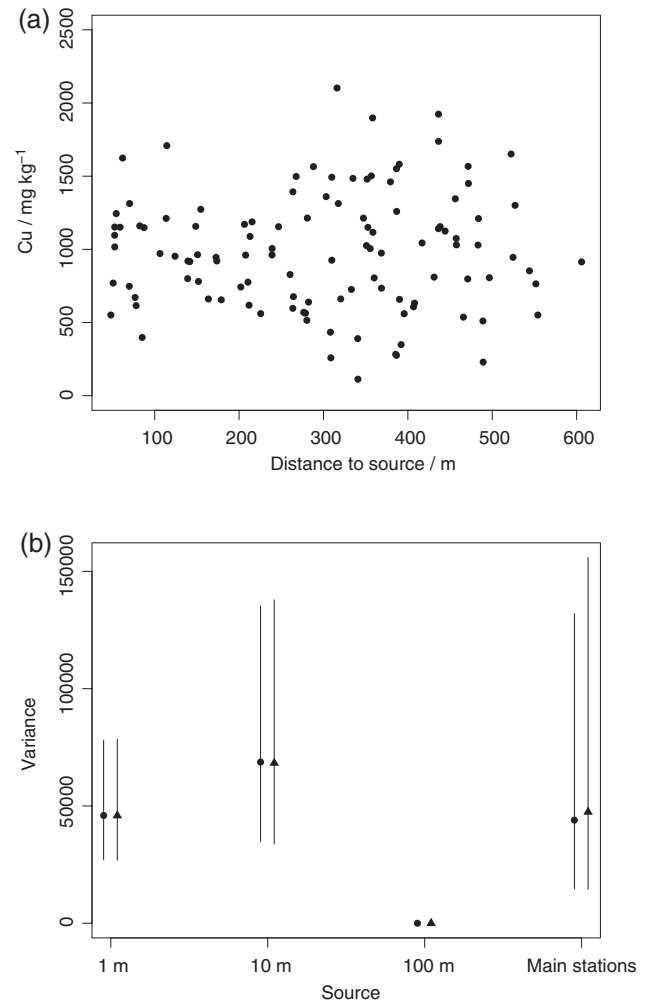 (a)
2500
2000
1500
1000
500
0
Cu / mg kg⁻¹
100 200 300 400 500 600
Distance to source / m
(b)
150000
100000
50000
0
Variance
1 m 10 m 100 m Main stations
Source